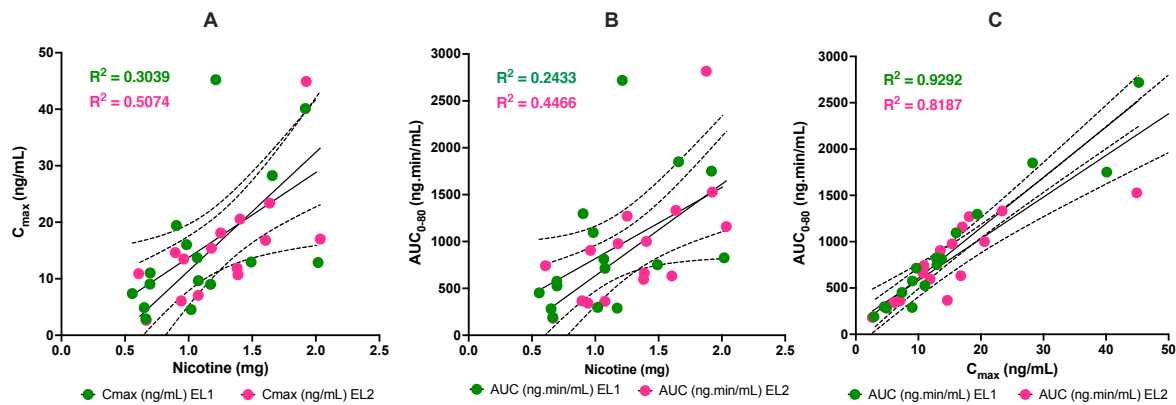 A
R² = 0.3039
R² = 0.5074
50
40
30
20
10
0
Cmax (ng/mL)
0.0 0.5 1.0 1.5 2.0 2.5
Nicotine (mg)
Cmax (ng/mL) EL1 Cmax (ng/mL) EL2
B
R² = 0.2433
R² = 0.4466
3000
2500
2000
1500
1000
500
0
AUC0-80 (ng.min/mL)
0.0 0.5 1.0 1.5 2.0 2.5
Nicotine (mg)
AUC (ng.min/mL) EL1 AUC (ng.min/mL) EL2
C
R² = 0.9292
R² = 0.8187
3000
2500
2000
1500
1000
500
0
AUC0-80 (ng.min/mL)
0 10 20 30 40 50
Cmax (ng/mL)
AUC (ng.min/mL) EL1 AUC (ng.min/mL) EL2